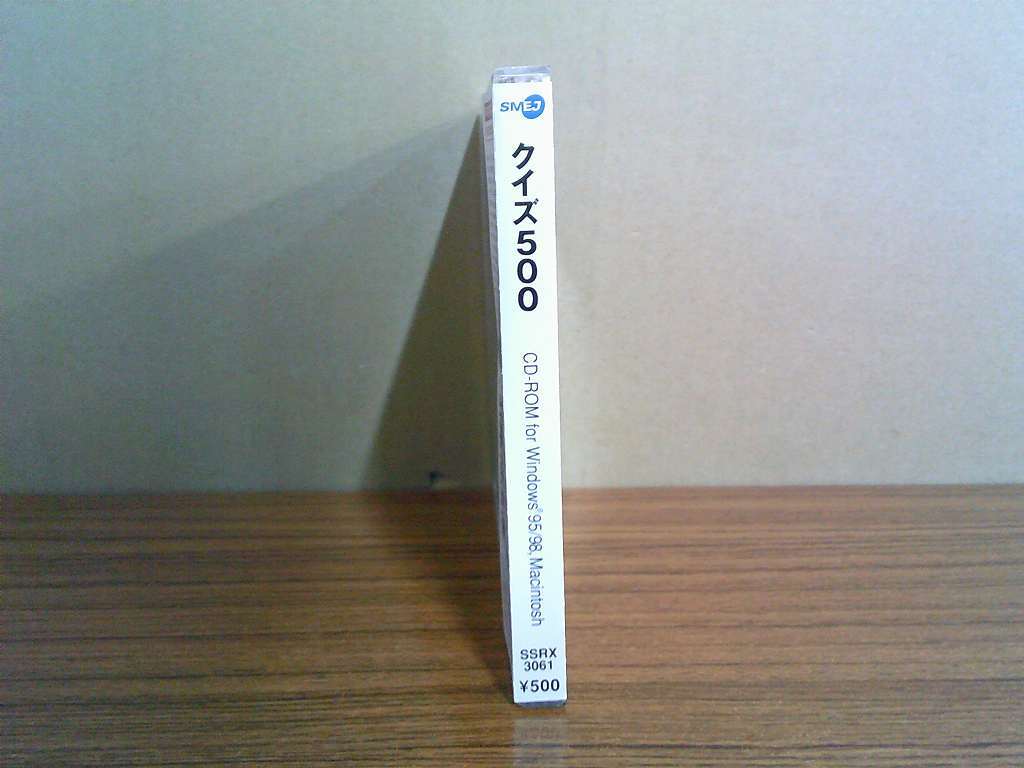 SMEJ
クイズ500
CD-ROM for Windows®95/98, Macintosh
SSRX
3061
¥500